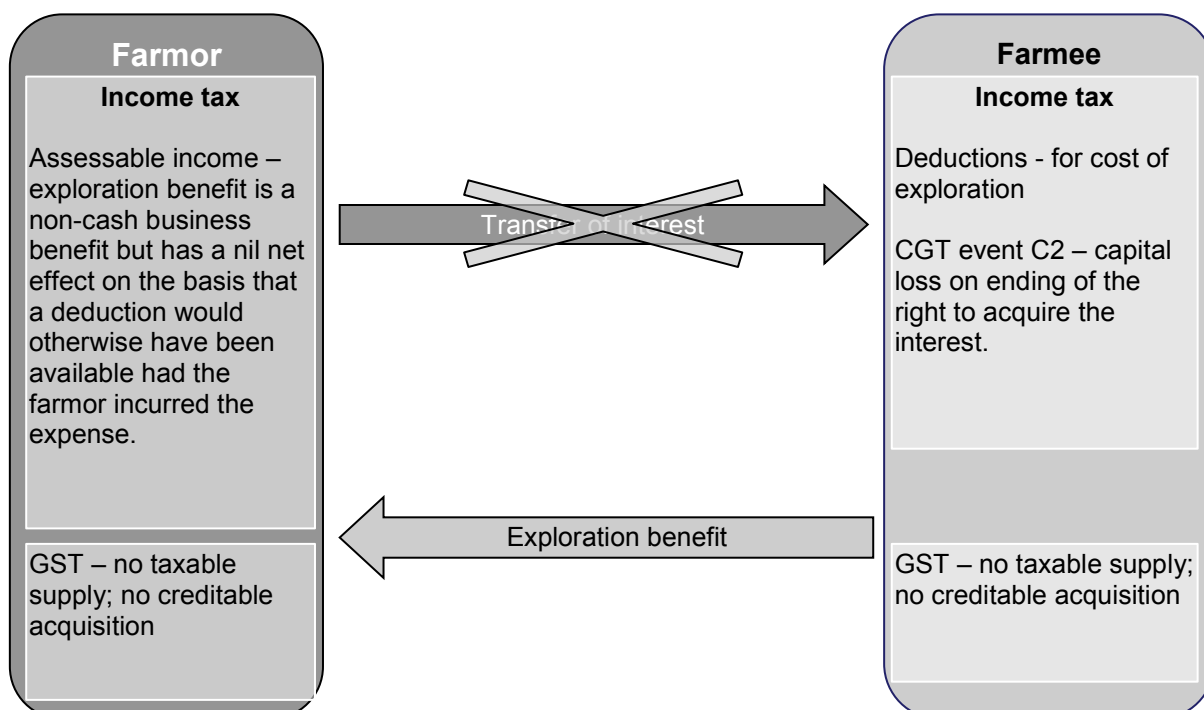 Farmor
Income tax
Assessable income –
exploration benefit is a
non-cash business
benefit but has a nil net
effect on the basis that
a deduction would
otherwise have been
available had the
farmor incurred the
expense.
GST – no taxable
supply; no creditable
acquisition
Transfer of interest
Exploration benefit
Farmee
Income tax
Deductions - for cost of
exploration
CGT event C2 – capital
loss on ending of the
right to acquire the
interest.
GST – no taxable supply;
no creditable acquisition